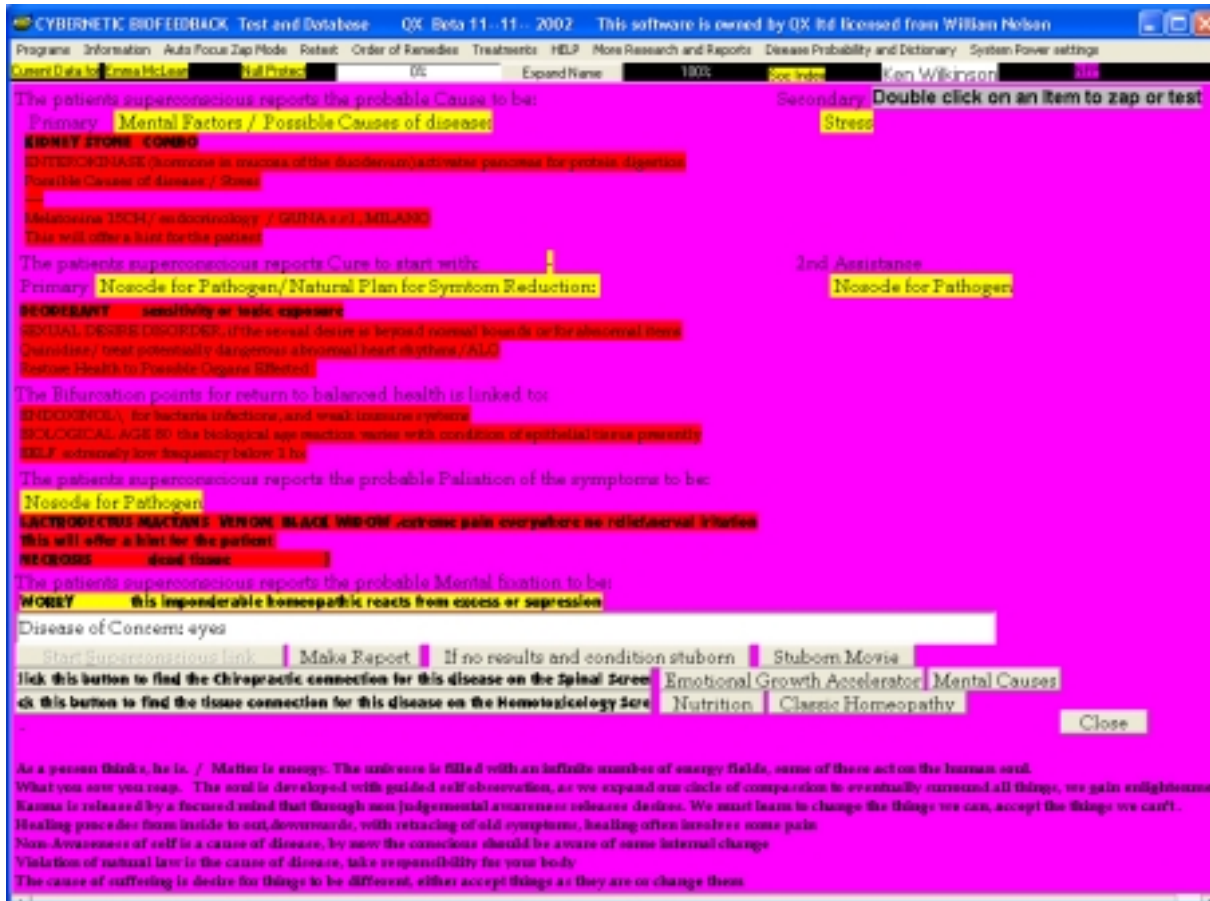 CYBERNETIC BIOFEEDBACK Test and Database QX Beta 11--11-- 2002 This software is owned by QX ltd licensed from William Nelson
Programs Information Auto Focus Zap Mode Retest Order of Remedies Treatments HELP More Research and Reports Disease Probability and Dictionary System Power settings
Current Data for Emma McLean Null Protect 0% Expand Name 100% Soc Index Ken Wilkinson
The patients superconscious reports the probable Cause to be: Secondary Double click on an Item to zap or test
Primary Mental Factors / Possible Causes of disease: Stress
KIDNEY STONE COMBO
ENTEROKINASE (hormone in mucosa of the duodenum)activates pancreas for protein digestion
Possible Causes of disease / Stress
Melatonina 15CH / endocrinology / GUNA s.r.l., MILANO
This will offer a hint for the patient
The patients superconscious reports Cure to start with: - 2nd Assistance
Primary Nosode for Pathogen/Natural Plan for Symtom Reduction: Nosode for Pathogen
DEODERANT sensitivity or toxic exposure
SEXUAL DESIRE DISORDER, if the sexual desire is beyond normal bounds or for abnormal items
treat potentially dangerous abnormal heart rhythms /ALO
Restore Health to Possible Organs Effected:
The Bifurcation points for return to balanced health is linked to:
for bacteria infections, and weak immune systems
BIOLOGICAL AGE 80 the biological age reaction varies with condition of epithelial tissue presently
extremely low frequency below 1 hz
The patients superconscious reports the probable Paliation of the symptoms to be:
Nosode for Pathogen
LACTRODECTUS MACTANS VENOM, BLACK WIDOW ,extreme pain everywhere no relief,nerval iritation
This will offer a hint for the patient
NECROSIS dead tissue
The patients superconscious reports the probable Mental fixation to be:
WORRY this imponderable homeopathic reacts from excess or supression
Disease of Concern: eyes
Start Superconscious link Make Report If no results and condition stuborn Stuborn Movie
lick this button to find the Chiropractic connection for this disease on the Spinal Screen Emotional Growth Accelerator Mental Causes
ck this button to find the tissue connection for this disease on the Homotoxicology Scre Nutrition Classic Homeopathy
Close
As a person thinks, he is. / Matter is energy. The universe is filled with an infinite number of energy fields, some of these act on the human soul.
What you sow you reap. The soul is developed with guided self observation, as we expand our circle of compassion to eventually surround all things, we gain enlightenme
Karma is released by a focused mind that through non judgemental awareness releases desires. We must learn to change the things we can, accept the things we can't.
Healing procedes from inside to out,downwards, with retracing of old symptoms, healing often involves some pain
Non-Awareness of self is a cause of disease, by now the conscious should be aware of some internal change
Violation of natural law is the cause of disease, take responsibility for your body
The cause of suffering is desire for things to be different, either accept things as they are or change them